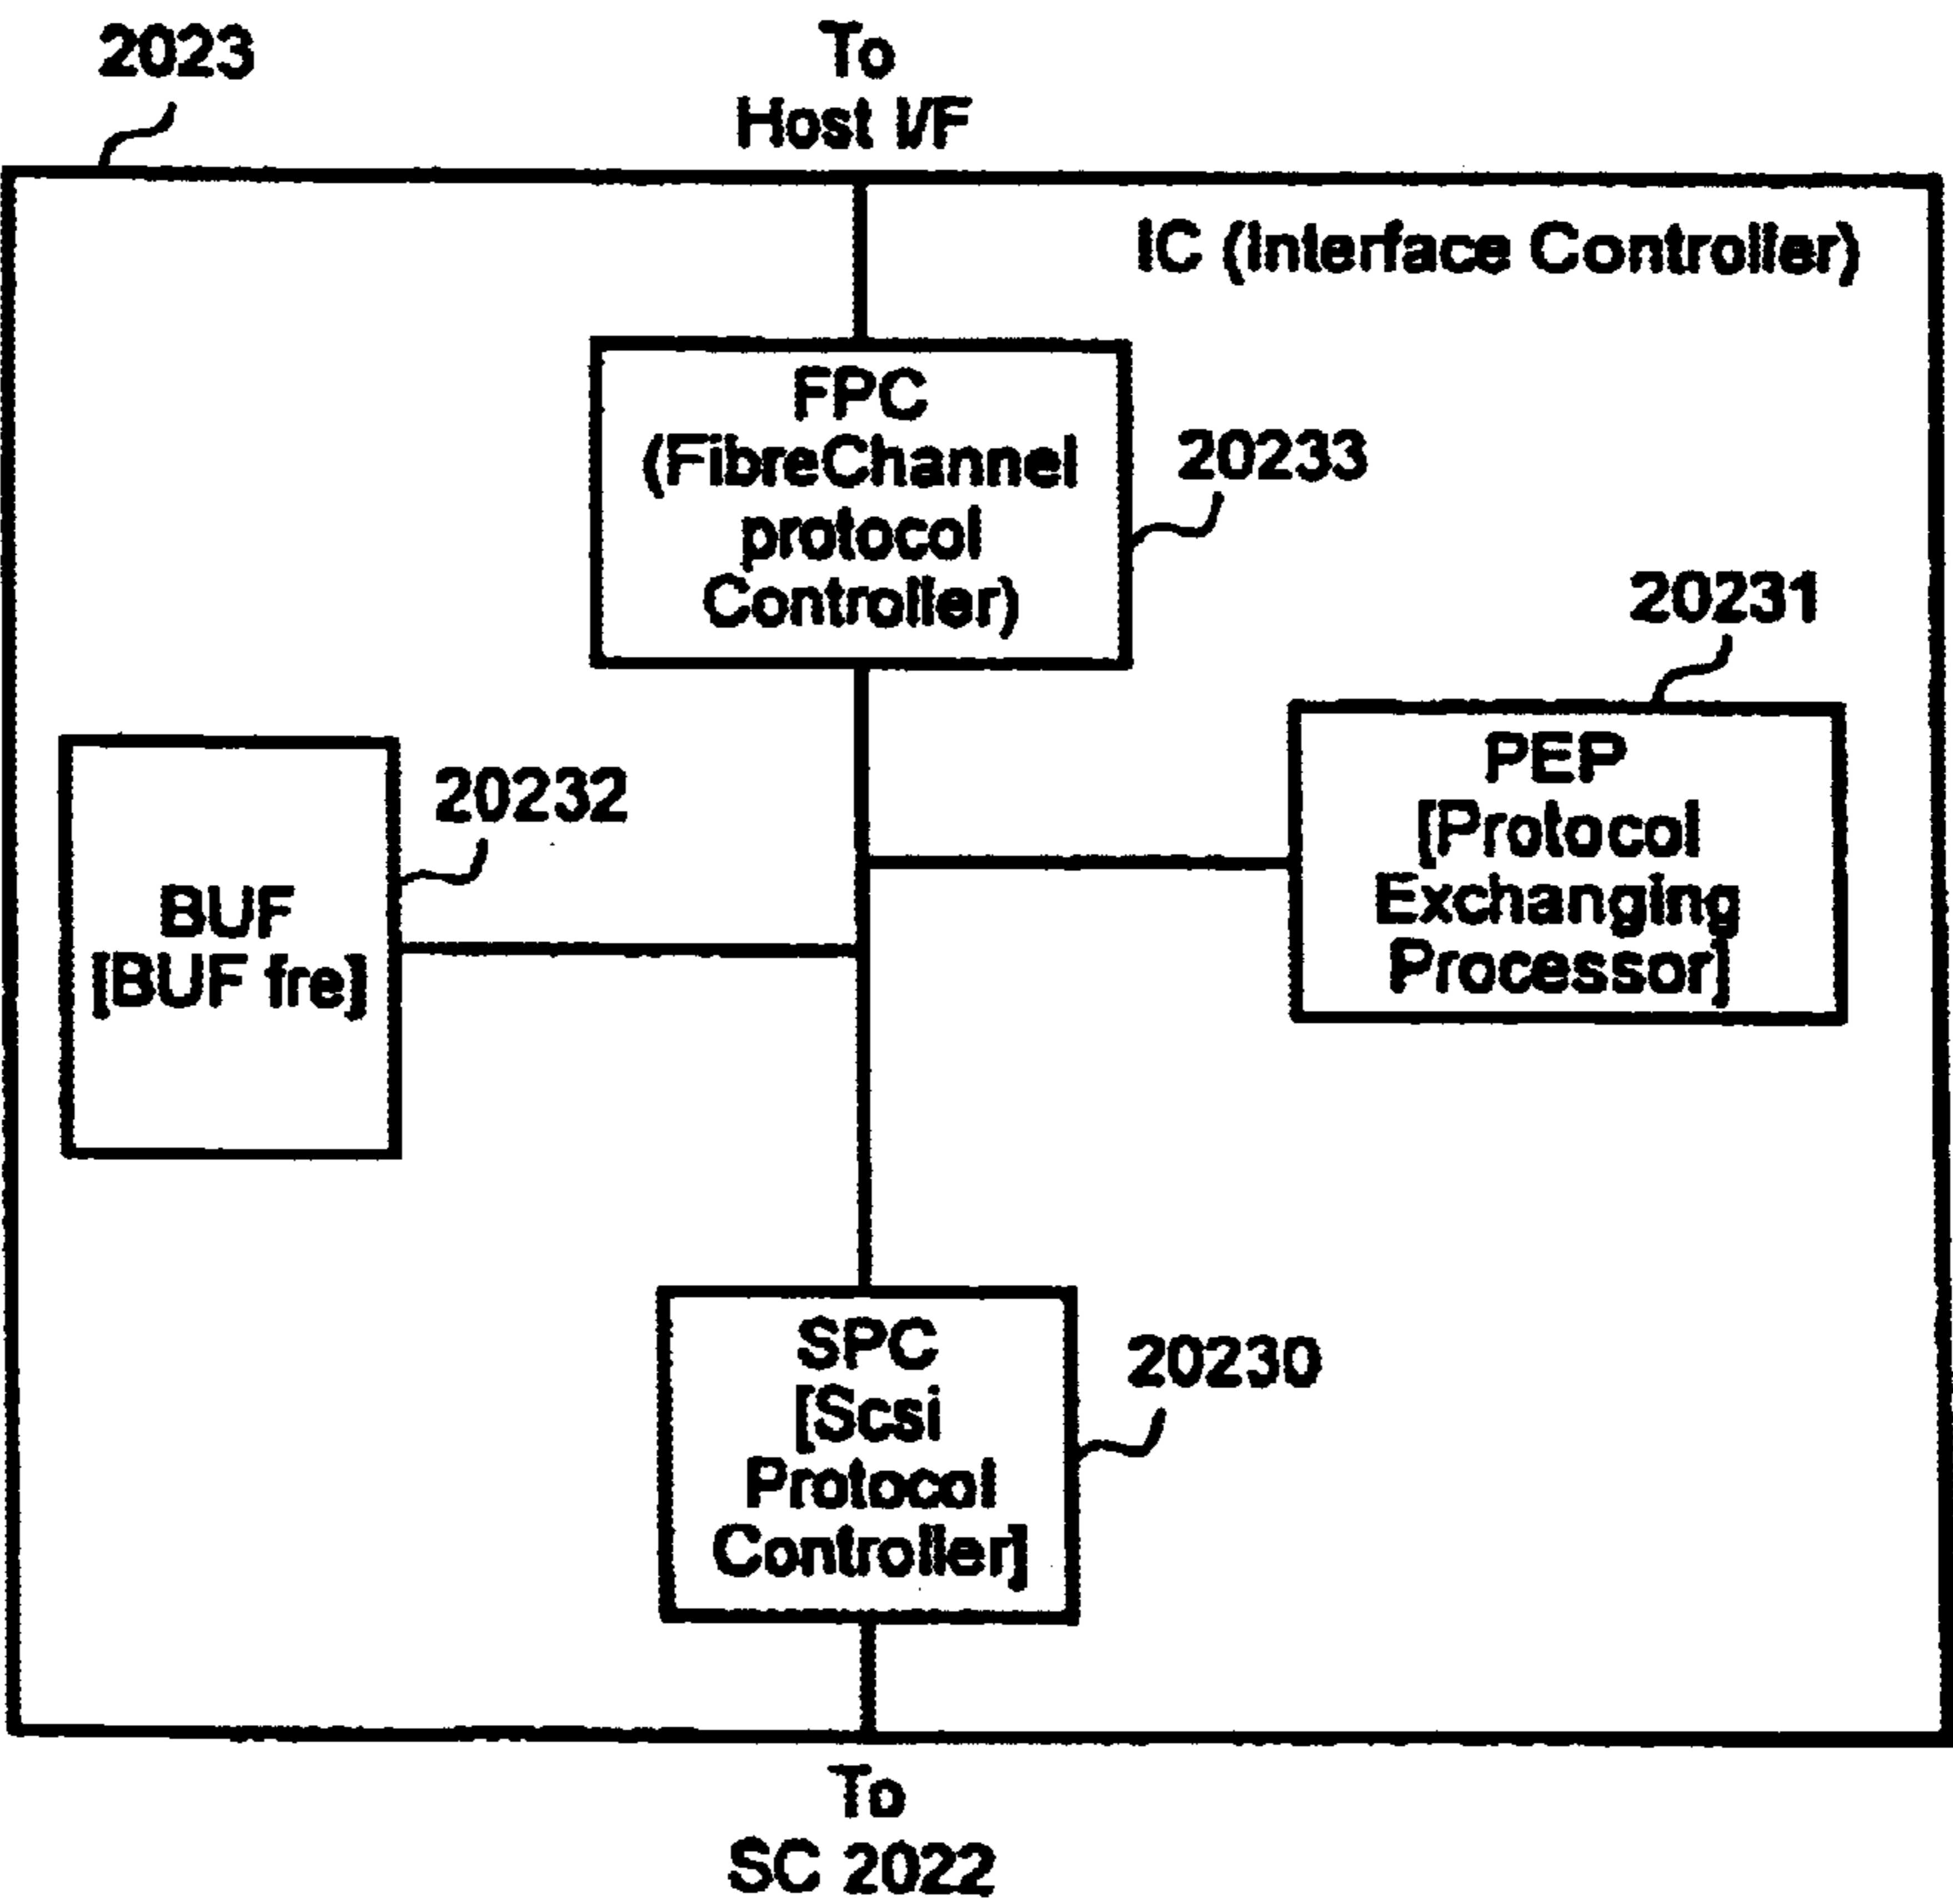 2023
To
Host I/F
IC (Interface Controller)
FPC
(FibreChannel
protocol
Controller)
20233
20231
PEP
[Protocol
Exchanging
Processor]
20232
BUF
[BUF fre]
SPC
[Scsi
Protocol
Controller]
20230
To
SC 2022